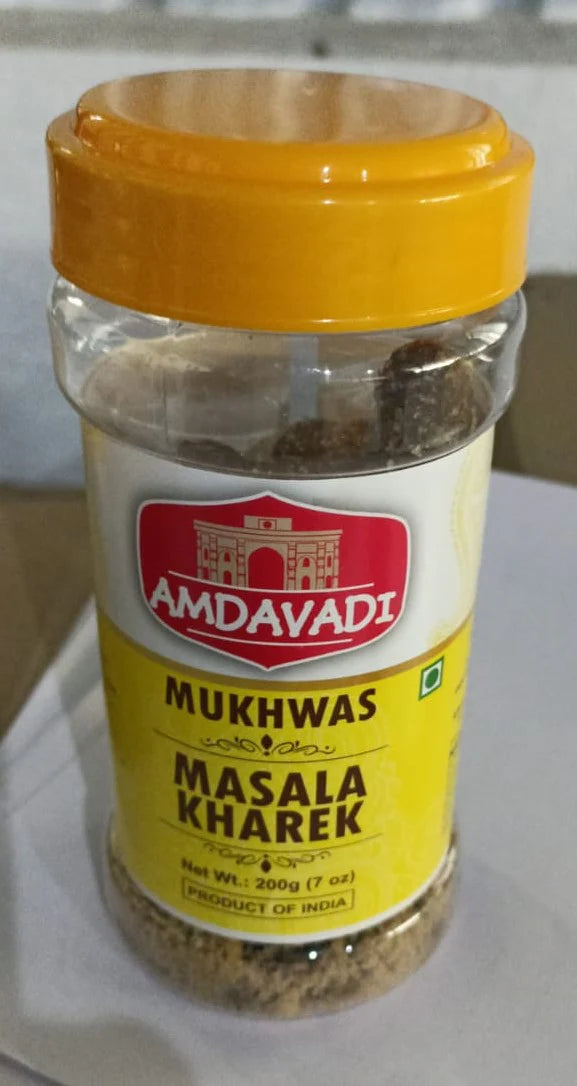 AMDAVADI
MUKHWAS
MASALA
KHAREK
Net Wt.: 200g (7 oz)
PRODUCT OF INDIA